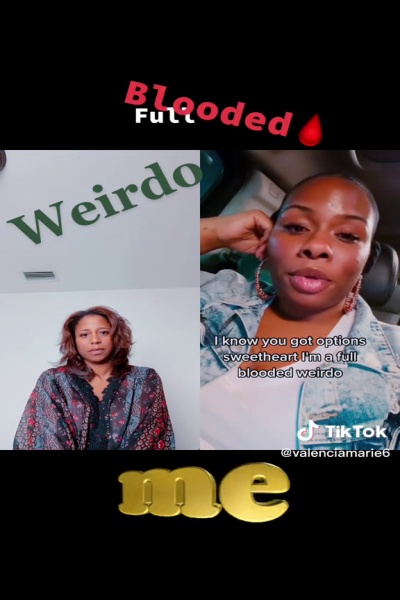 Blooded
Full
Weirdo
I know you got options
sweetheart I'm a full
blooded weirdo
TikTok
@valenciamarie6
me